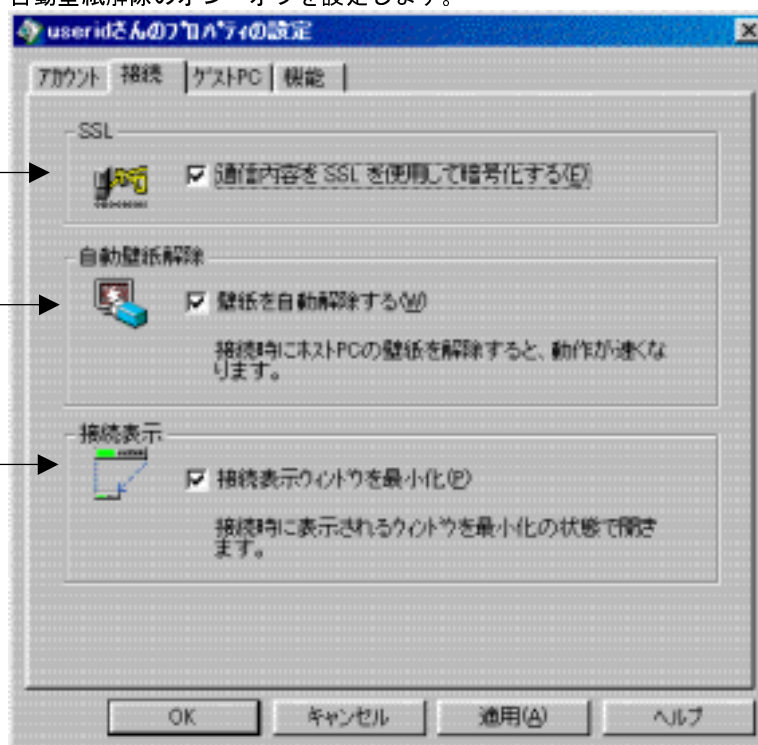 自動壁紙解除のオン・オフを設定します。
useridさんのﾌﾟﾛﾊﾟﾃｨの設定
ｱｶｳﾝﾄ 接続 ｹﾞｽﾄPC 機能
SSL
通信内容を SSL を使用して暗号化する(E)
自動壁紙解除
壁紙を自動解除する(W)
接続時にﾎｽﾄPCの壁紙を解除すると、動作が速くな
ります。
接続表示
接続表示ｳｨﾝﾄﾞｳを最小化(P)
接続時に表示されるｳｨﾝﾄﾞｳを最小化の状態で開き
ます。
OK ｷｬﾝｾﾙ 適用(A) ﾍﾙﾌﾟ